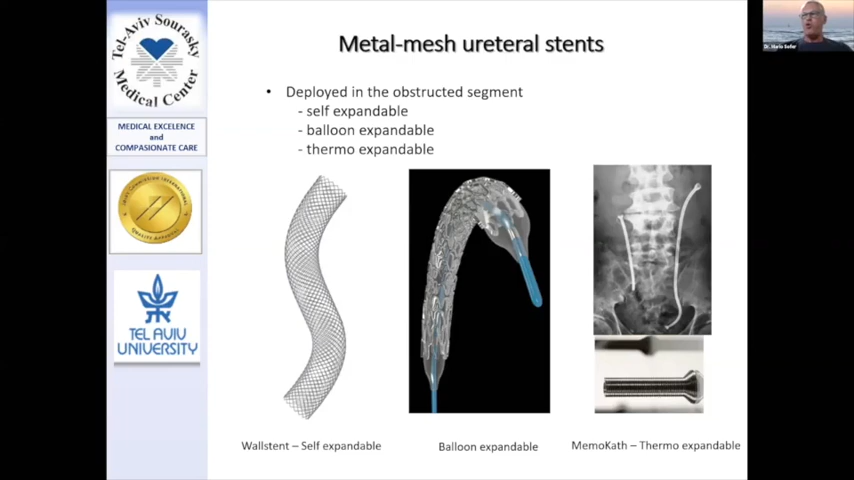 Tel-Aviv Sourasky
Medical Center
MEDICAL EXCELENCE
and
COMPASIONATE CARE
TEL AVIV
UNIVERSITY
Metal-mesh ureteral stents
• Deployed in the obstructed segment
- self expandable
- balloon expandable
- thermo expandable
Wallstent – Self expandable
Balloon expandable
MemoKath – Thermo expandable